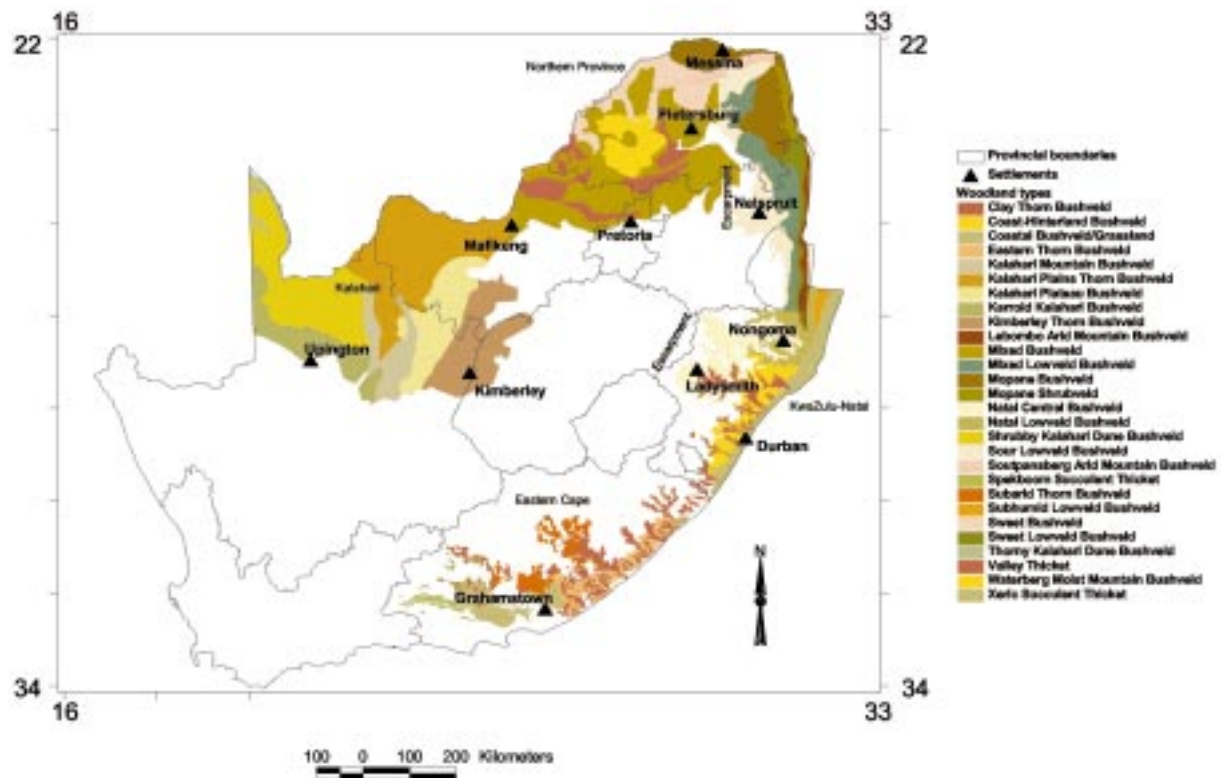 16
33
22
22
Northern Province
Messina
Pietersburg
Escarpment
Nelspruit
Mafikeng
Pretoria
Kalahari
Escarpment
Nongoma
Upington
Kimberley
Ladysmith
KwaZulu-Natal
Durban
Eastern Cape
Grahamstown
N
34
34
16
33
100 0 100 200 Kilometers
Provincial boundaries
Settlements
Woodland types
Clay Thorn Bushveld
Coast-Hinterland Bushveld
Coastal Bushveld/Grassland
Eastern Thorn Bushveld
Kalahari Mountain Bushveld
Kalahari Plains Thorn Bushveld
Kalahari Plateau Bushveld
Karroid Kalahari Bushveld
Kimberley Thorn Bushveld
Lebombo Arid Mountain Bushveld
Mixed Bushveld
Mixed Lowveld Bushveld
Mopane Bushveld
Mopane Shrubveld
Natal Central Bushveld
Natal Lowveld Bushveld
Shrubby Kalahari Dune Bushveld
Sour Lowveld Bushveld
Soutpansberg Arid Mountain Bushveld
Spekboom Succulent Thicket
Subarid Thorn Bushveld
Subhumid Lowveld Bushveld
Sweet Bushveld
Sweet Lowveld Bushveld
Thorny Kalahari Dune Bushveld
Valley Thicket
Waterberg Moist Mountain Bushveld
Xeric Succulent Thicket